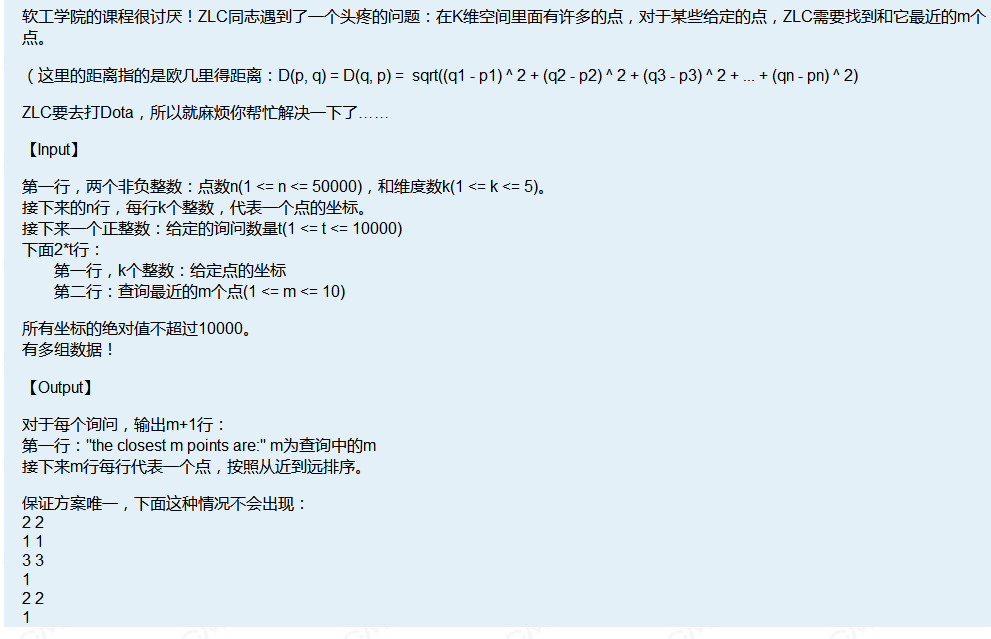 软工学院的课程很讨厌！ZLC同志遇到了一个头疼的问题：在K维空间里面有许多的点，对于某些给定的点，ZLC需要找到和它最近的m个
点。
（这里的距离指的是欧几里得距离：D(p, q) = D(q, p) =  sqrt((q1 - p1) ^ 2 + (q2 - p2) ^ 2 + (q3 - p3) ^ 2 + ... + (qn - pn) ^ 2)
ZLC要去打Dota，所以就麻烦你帮忙解决一下了……
【Input】
第一行，两个非负整数：点数n(1 <= n <= 50000)，和维度数k(1 <= k <= 5)。
接下来的n行，每行k个整数，代表一个点的坐标。
接下来一个正整数：给定的询问数量t(1 <= t <= 10000)
下面2*t行：
第一行，k个整数：给定点的坐标
第二行：查询最近的m个点(1 <= m <= 10)
所有坐标的绝对值不超过10000。
有多组数据！
【Output】
对于每个询问，输出m+1行：
第一行："the closest m points are:" m为查询中的m
接下来m行每行代表一个点，按照从近到远排序。
保证方案唯一，下面这种情况不会出现：
2 2
1 1
3 3
1
2 2
1